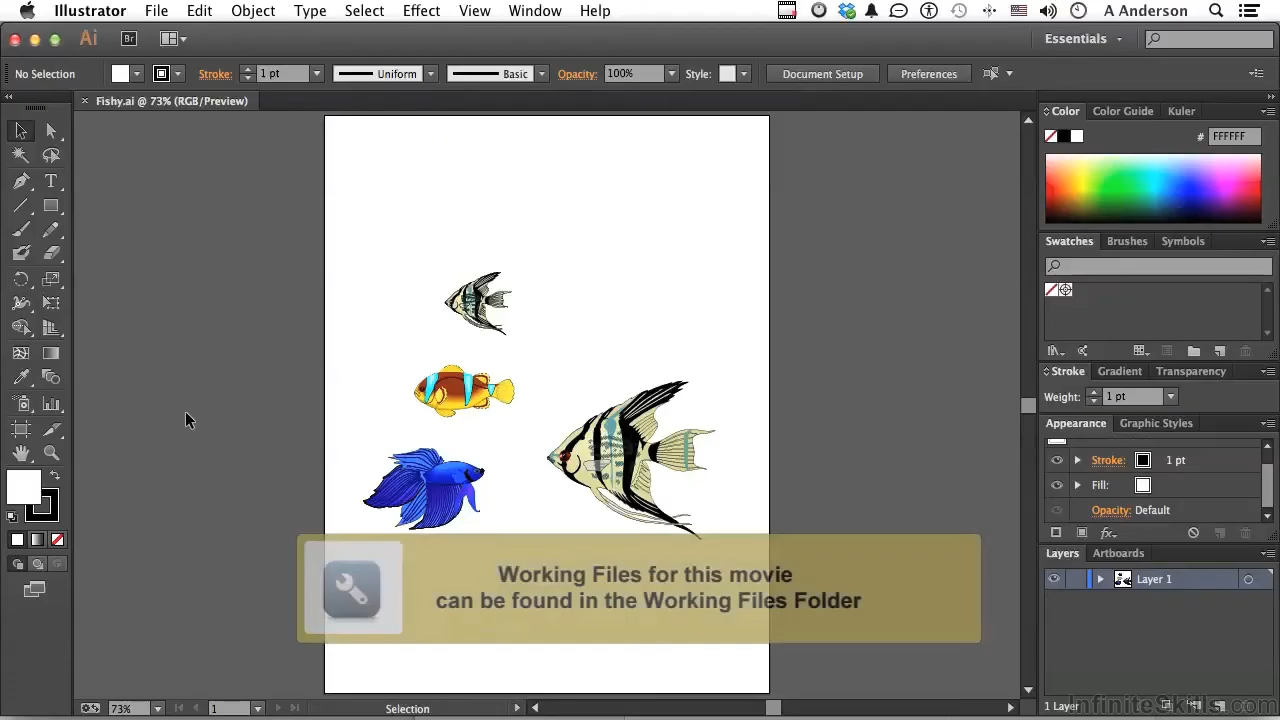 Illustrator File Edit Object Type Select Effect View Window Help A Anderson
Ai Br Essentials
No Selection Stroke: 1 pt Uniform Basic Opacity: 100% Style: Document Setup Preferences
× Fishy.ai @ 73% (RGB/Preview)
Color Color Guide Kuler
# FFFFFF
Swatches Brushes Symbols
Stroke Gradient Transparency
Weight: 1 pt
Appearance Graphic Styles
Stroke: 1 pt
Fill:
Opacity: Default
fx
Layers Artboards
Layer 1
Working Files for this movie
can be found in the Working Files Folder
73% 1 Selection
1 Layer
InfiniteSkills.com